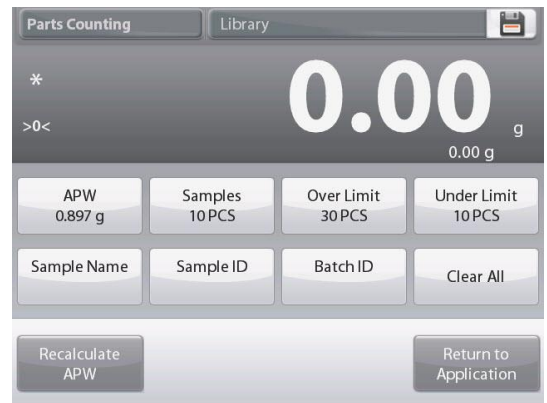 Parts Counting
Library
*
>0<
0.00 g
0.00 g
APW
0.897 g
Samples
10 PCS
Over Limit
30 PCS
Under Limit
10 PCS
Sample Name
Sample ID
Batch ID
Clear All
Recalculate
APW
Return to
Application